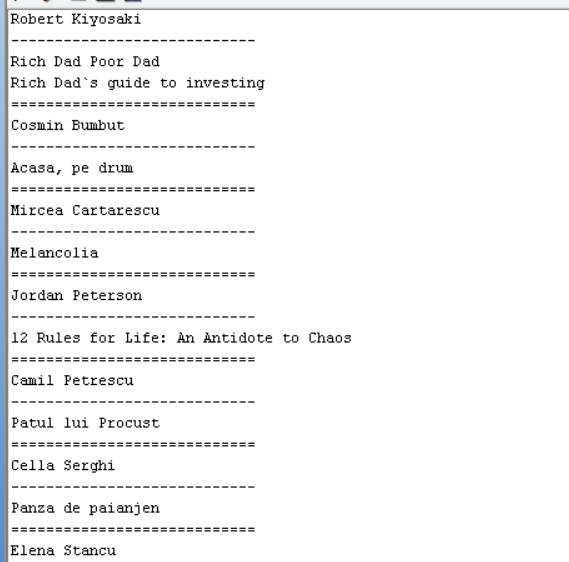 Robert Kiyosaki
----------------------------
Rich Dad Poor Dad
Rich Dad`s guide to investing
============================
Cosmin Bumbut
----------------------------
Acasa, pe drum
============================
Mircea Cartarescu
----------------------------
Melancolia
============================
Jordan Peterson
----------------------------
12 Rules for Life: An Antidote to Chaos
============================
Camil Petrescu
----------------------------
Patul lui Procust
============================
Cella Serghi
----------------------------
Panza de paianjen
============================
Elena Stancu